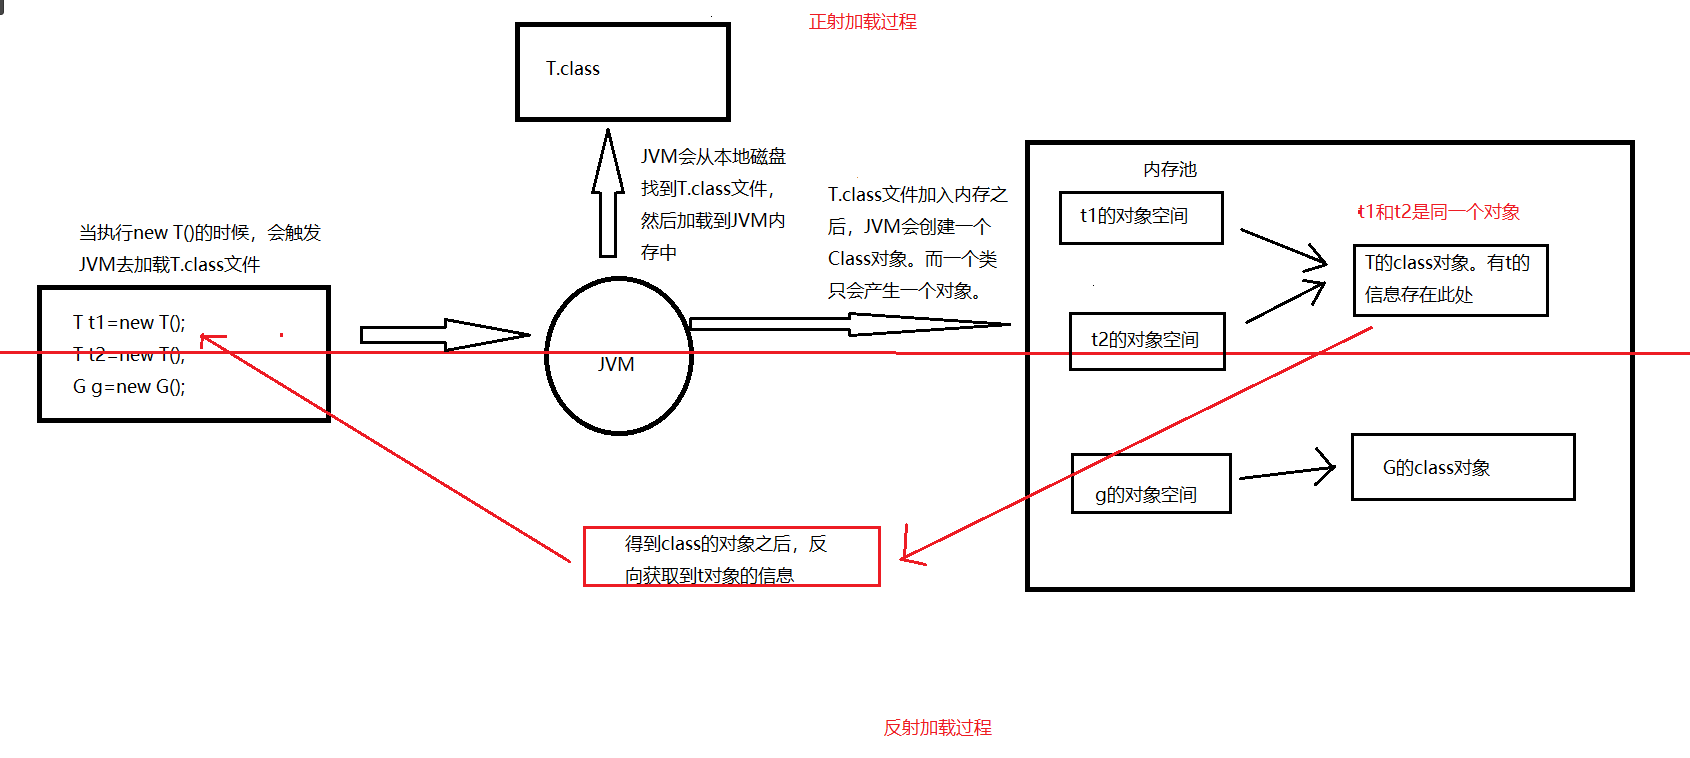 正射加载过程
T.class
JVM会从本地磁盘
找到T.class文件，
然后加载到JVM内
存中
当执行new T()的时候，会触发
JVM去加载T.class文件
T t1=new T();
T t2=new T();
G g=new G();
JVM
T.class文件加入内存之
后，JVM会创建一个
Class对象。而一个类
只会产生一个对象。
内存池
t1的对象空间
t1和t2是同一个对象
T的class对象。有t的
信息存在此处
t2的对象空间
g的对象空间
G的class对象
得到class的对象之后，反
向获取到t对象的信息
反射加载过程